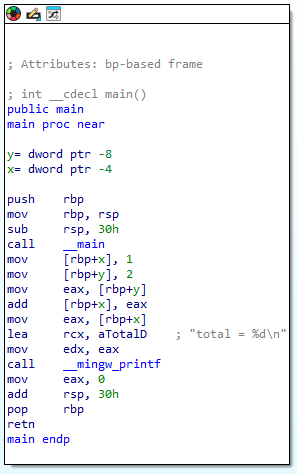 ; Attributes: bp-based frame
; int __cdecl main()
public main
main proc near
y= dword ptr -8
x= dword ptr -4
push    rbp
mov     rbp, rsp
sub     rsp, 30h
call    __main
mov     [rbp+x], 1
mov     [rbp+y], 2
mov     eax, [rbp+y]
add     [rbp+x], eax
mov     eax, [rbp+x]
lea     rcx, aTotalD    ; "total = %d\n"
mov     edx, eax
call    __mingw_printf
mov     eax, 0
add     rsp, 30h
pop     rbp
retn
main endp